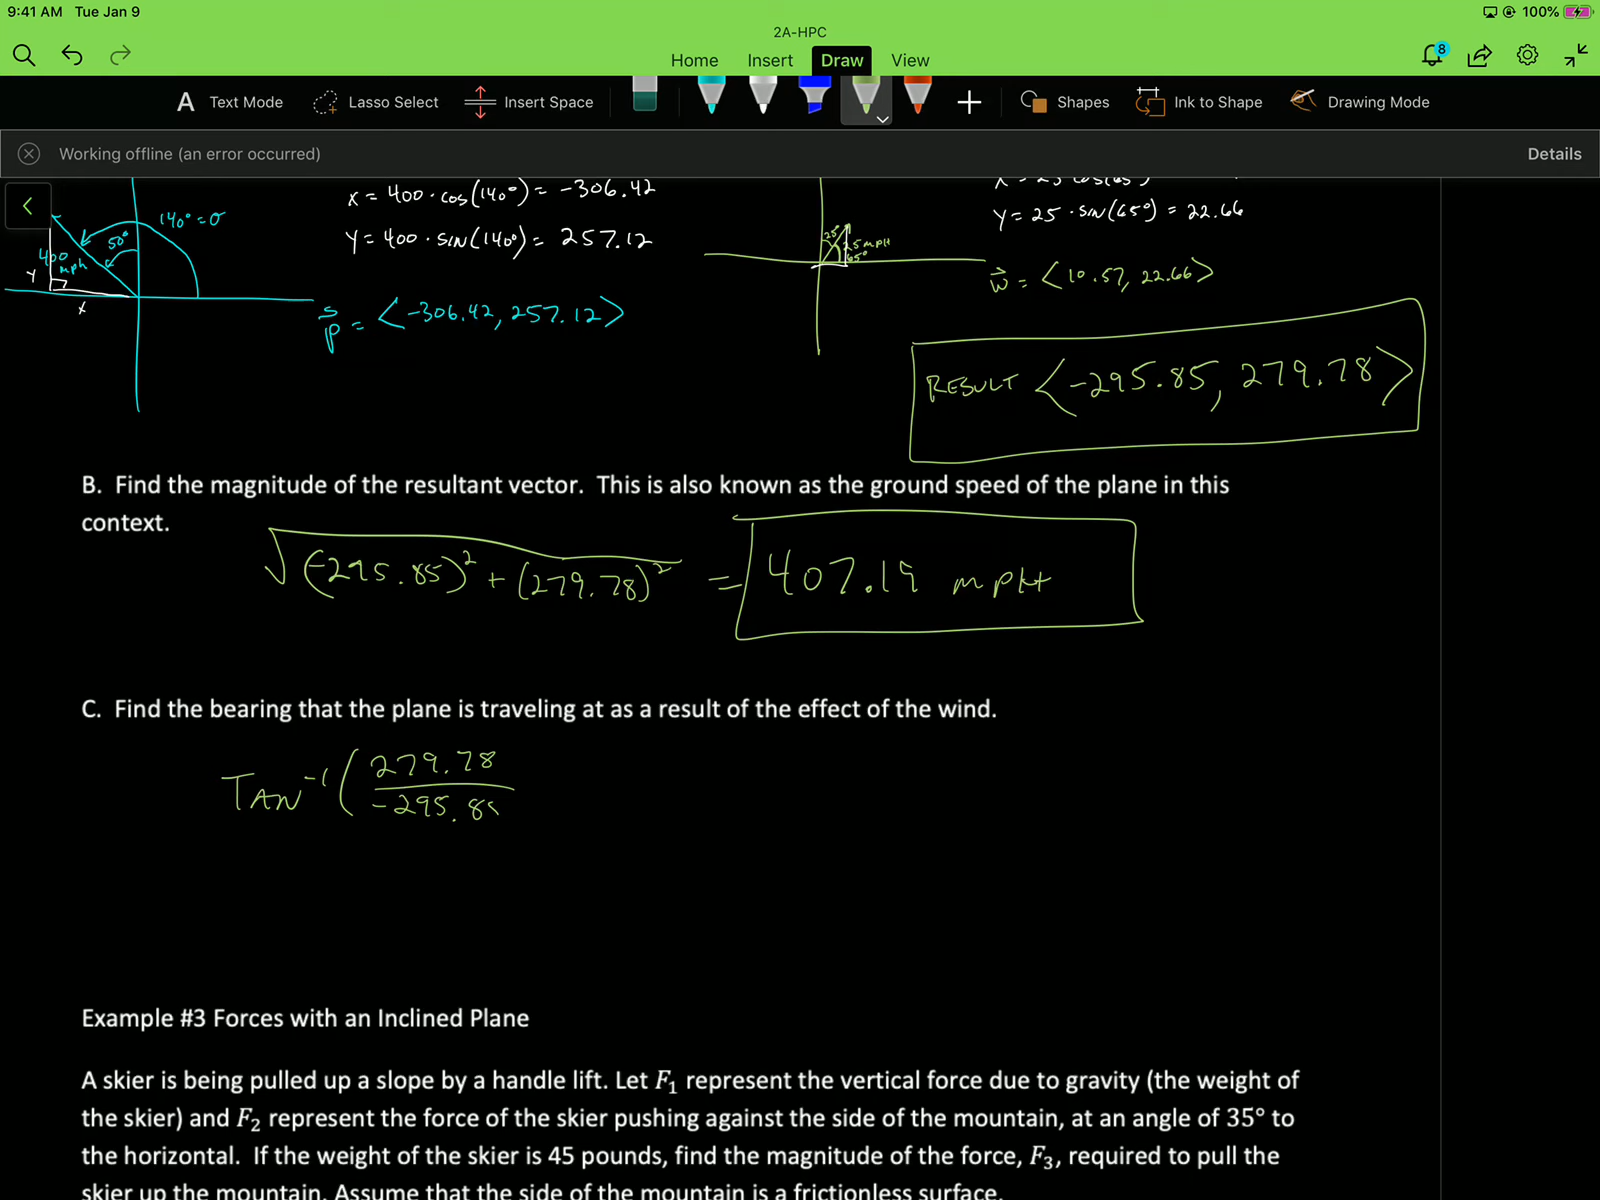 9:41 AM Tue Jan 9
100%
2A-HPC
Home Insert Draw View
8
A Text Mode Lasso Select Insert Space Shapes Ink to Shape Drawing Mode
Working offline (an error occurred) Details
x = 400 · cos(140°) = -306.42
y = 400 · sin(140°) = 257.12
140° = θ
50°
400 mph
y
x
p = <-306.42, 257.12>
25°
25 mph
65°
y = 25 · sin(65°) = 22.66
w = <10.57, 22.66>
RESULT <-295.85, 279.78>
B. Find the magnitude of the resultant vector. This is also known as the ground speed of the plane in this
context.
√(-295.85)² + (279.78)² = 407.19 mph
C. Find the bearing that the plane is traveling at as a result of the effect of the wind.
TAN⁻¹ (279.78
-295.85
Example #3 Forces with an Inclined Plane
A skier is being pulled up a slope by a handle lift. Let F₁ represent the vertical force due to gravity (the weight of
the skier) and F₂ represent the force of the skier pushing against the side of the mountain, at an angle of 35° to
the horizontal. If the weight of the skier is 45 pounds, find the magnitude of the force, F₃, required to pull the
skier up the mountain. Assume that the side of the mountain is a frictionless surface.